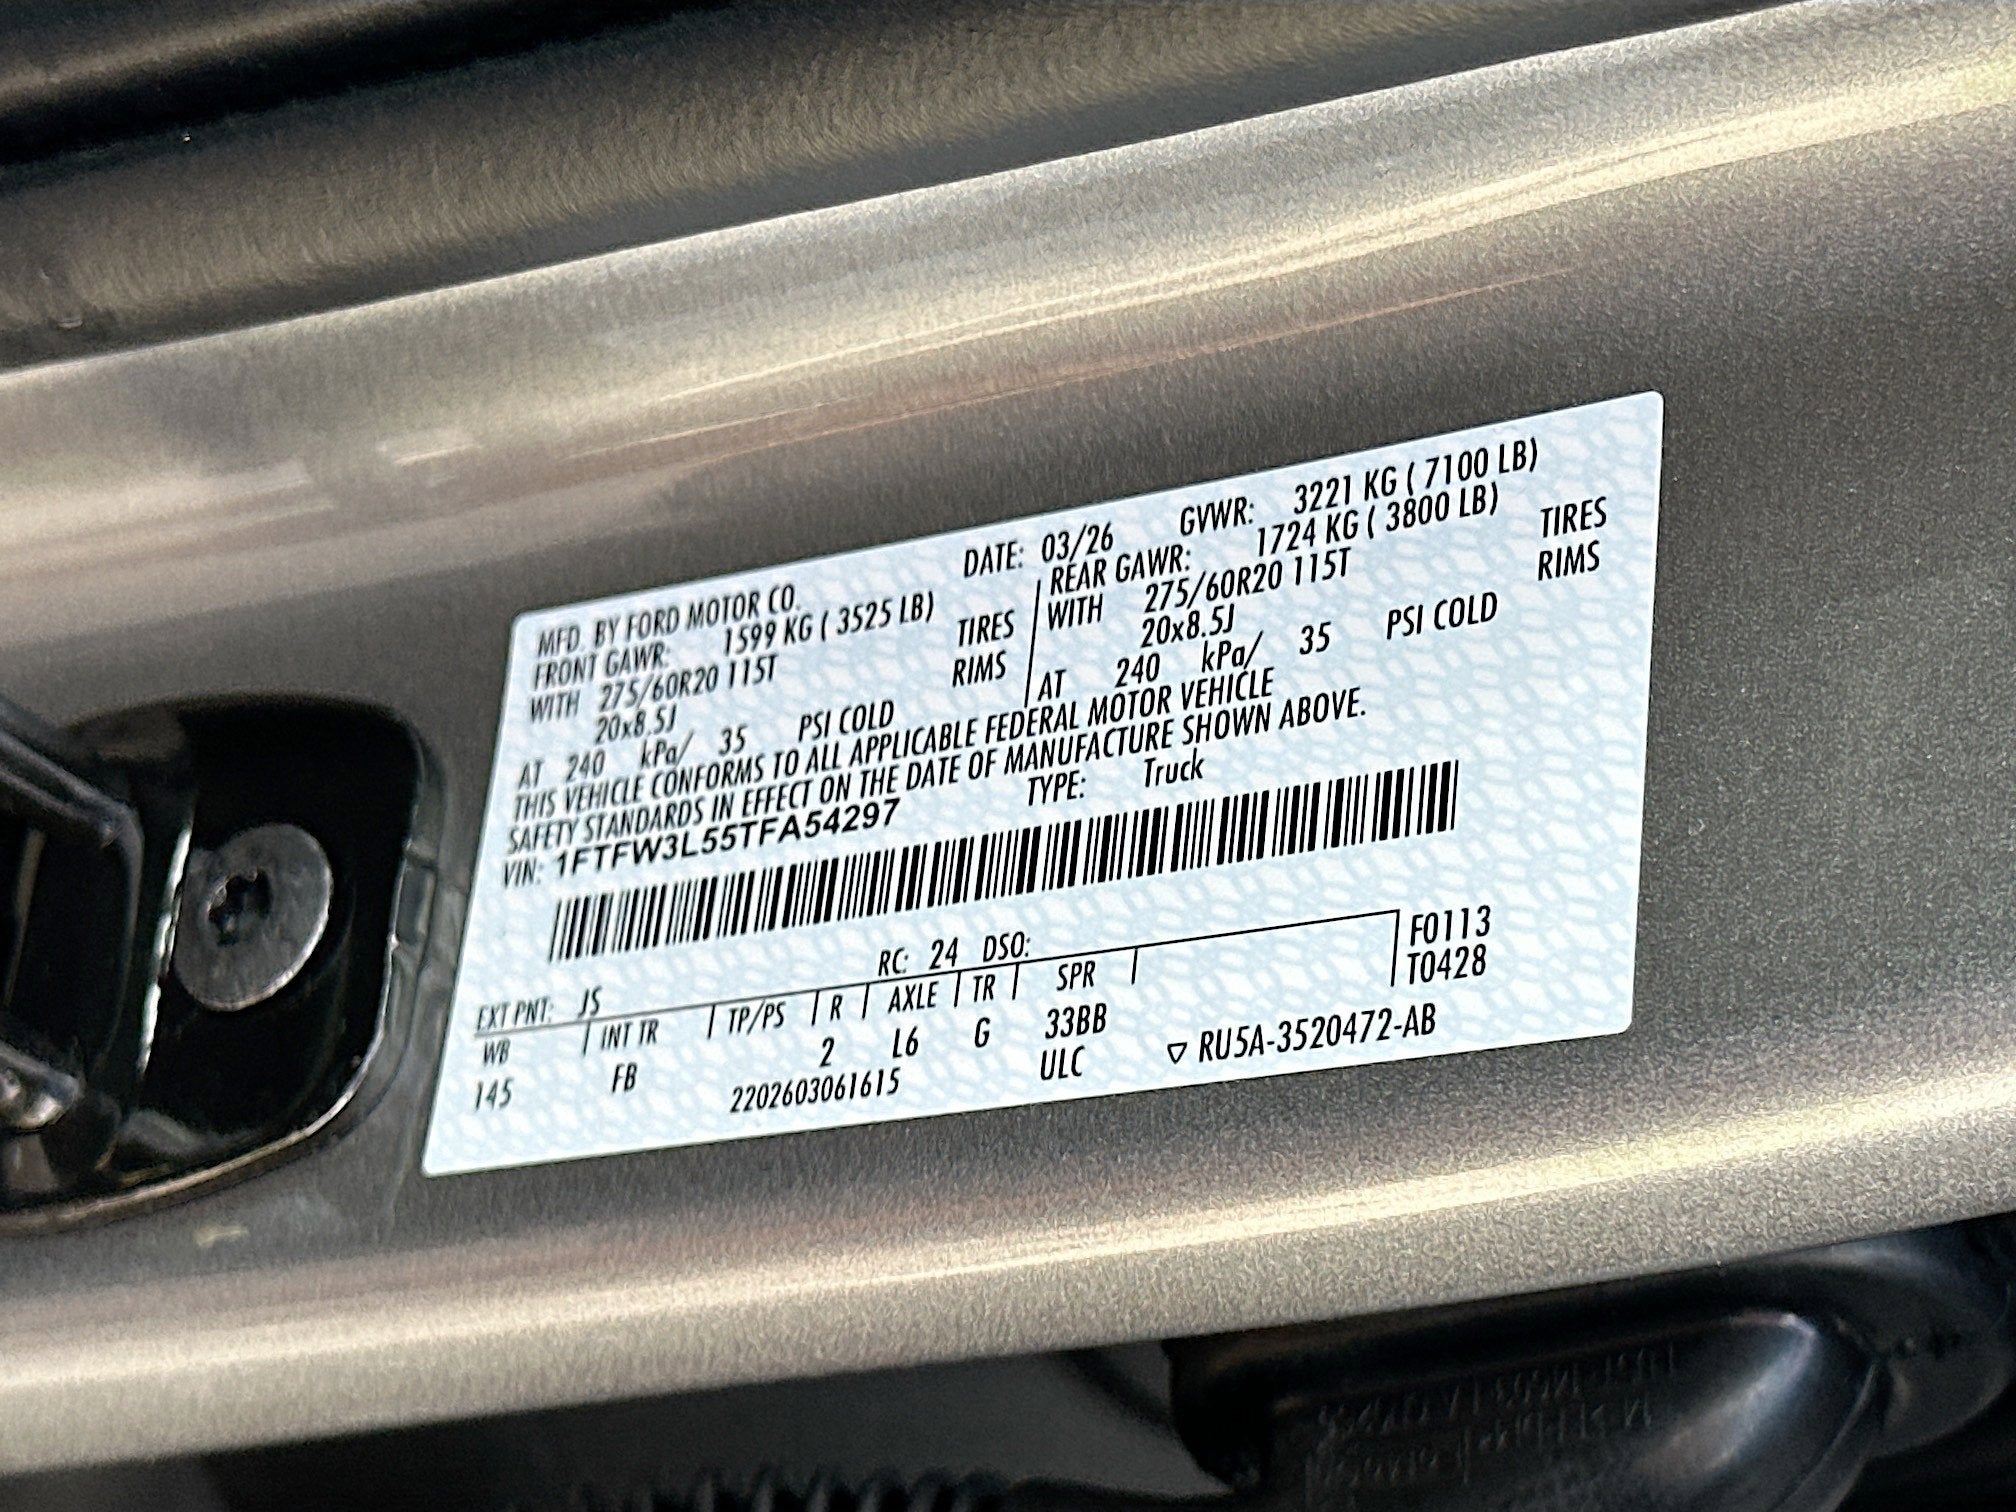 MFD. BY FORD MOTOR CO.
DATE: 03/26 GVWR: 3221 KG ( 7100 LB)
FRONT GAWR: 1599 KG ( 3525 LB)
WITH 275/60R20 115T TIRES
20x8.5J RIMS
AT 240 kPa/ 35 PSI COLD
REAR GAWR: 1724 KG ( 3800 LB)
WITH 275/60R20 115T TIRES
20x8.5J RIMS
AT 240 kPa/ 35 PSI COLD
THIS VEHICLE CONFORMS TO ALL APPLICABLE FEDERAL MOTOR VEHICLE
SAFETY STANDARDS IN EFFECT ON THE DATE OF MANUFACTURE SHOWN ABOVE.
VIN: 1FTFW3L55TFA54297 TYPE: Truck
EXT PNT: JS RC: 24 DSO: F0113
WB INT TR TP/PS R AXLE TR SPR T0428
145 FB 2 L6 G 33BB ▽ RU5A-3520472-AB
2202603061615 ULC